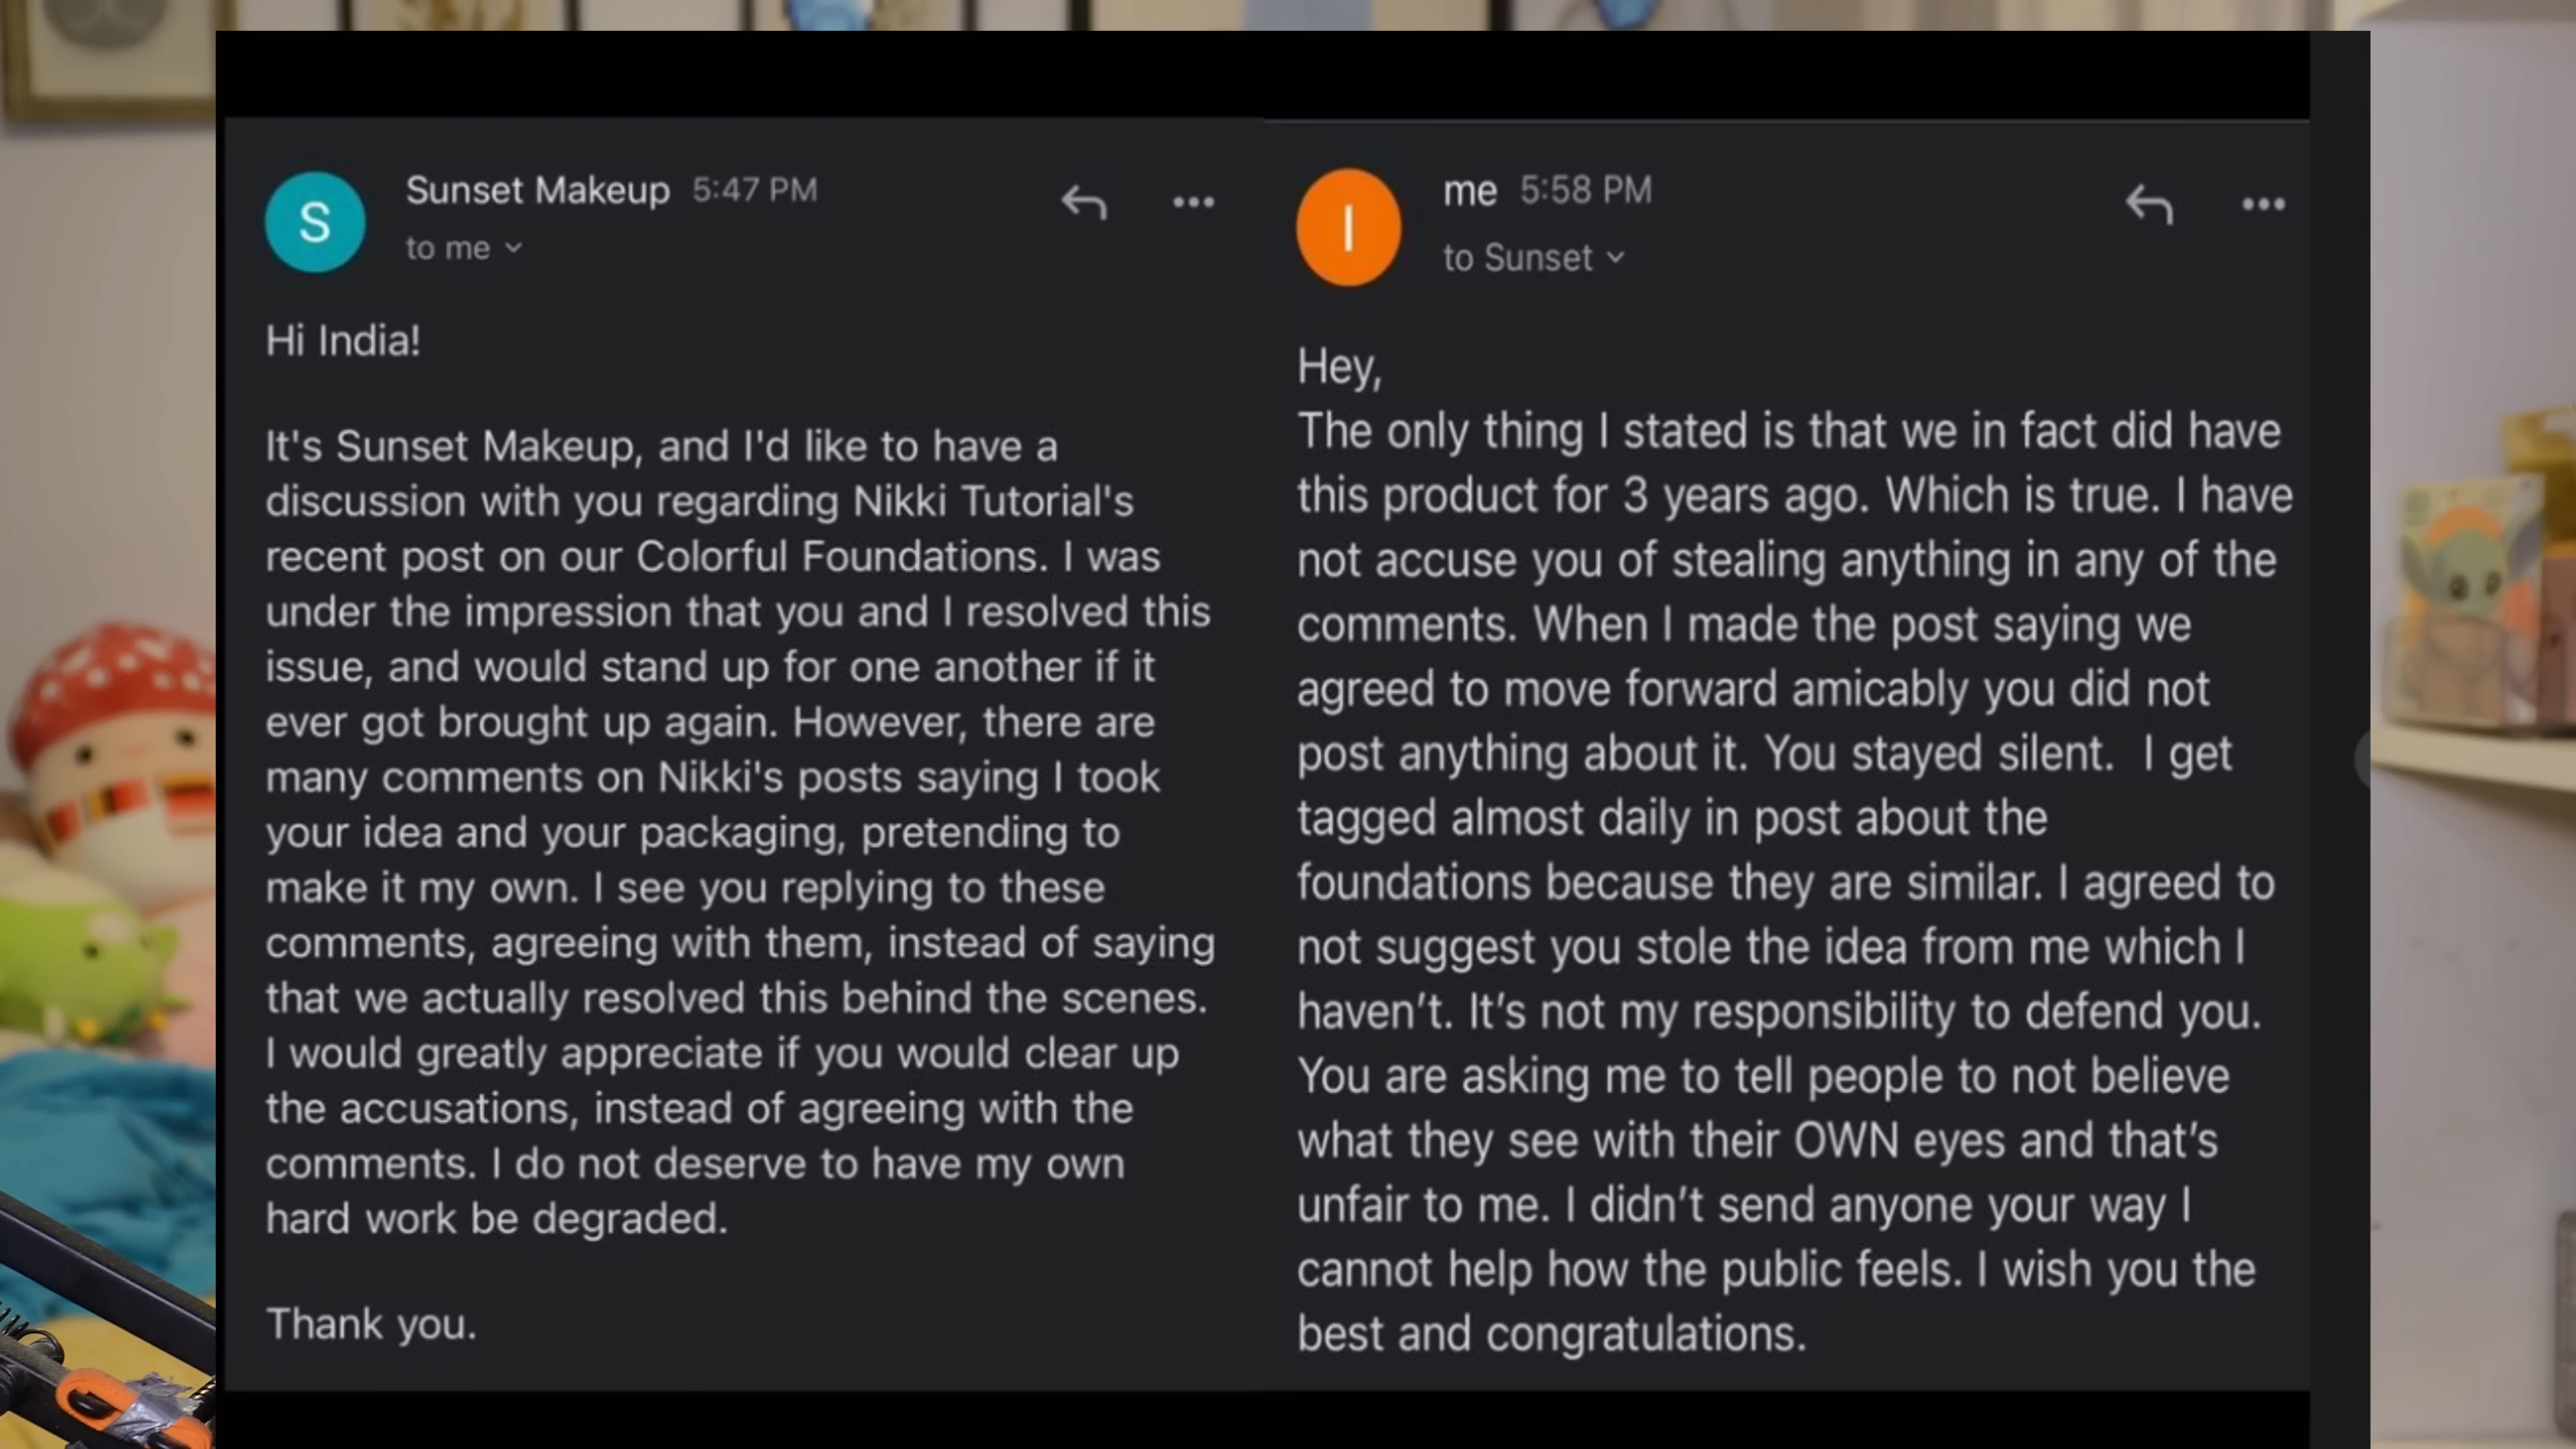 Sunset Makeup 5:47 PM
to me
S
Hi India!
It's Sunset Makeup, and I'd like to have a
discussion with you regarding Nikki Tutorial's
recent post on our Colorful Foundations. I was
under the impression that you and I resolved this
issue, and would stand up for one another if it
ever got brought up again. However, there are
many comments on Nikki's posts saying I took
your idea and your packaging, pretending to
make it my own. I see you replying to these
comments, agreeing with them, instead of saying
that we actually resolved this behind the scenes.
I would greatly appreciate if you would clear up
the accusations, instead of agreeing with the
comments. I do not deserve to have my own
hard work be degraded.
Thank you.
me 5:58 PM
to Sunset
I
Hey,
The only thing I stated is that we in fact did have
this product for 3 years ago. Which is true. I have
not accuse you of stealing anything in any of the
comments. When I made the post saying we
agreed to move forward amicably you did not
post anything about it. You stayed silent.  I get
tagged almost daily in post about the
foundations because they are similar. I agreed to
not suggest you stole the idea from me which I
haven't. It's not my responsibility to defend you.
You are asking me to tell people to not believe
what they see with their OWN eyes and that's
unfair to me. I didn't send anyone your way I
cannot help how the public feels. I wish you the
best and congratulations.